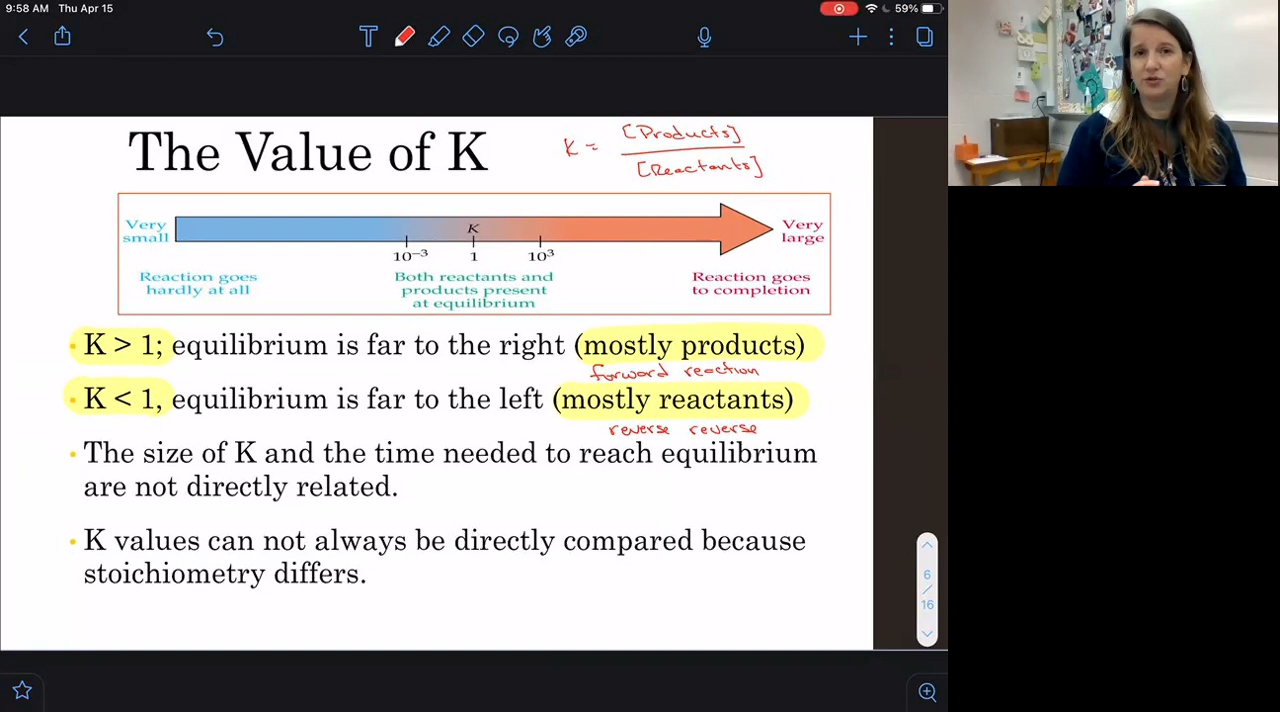 9:58 AM Thu Apr 15
59%
The Value of K
K = [Products]
[Reactants]
Very small
K
Very large
10⁻³
1
10³
Reaction goes hardly at all
Both reactants and products present at equilibrium
Reaction goes to completion
• K > 1; equilibrium is far to the right (mostly products)
forward reaction
• K < 1, equilibrium is far to the left (mostly reactants)
reverse reverse
• The size of K and the time needed to reach equilibrium
are not directly related.
• K values can not always be directly compared because
stoichiometry differs.
6
/
16